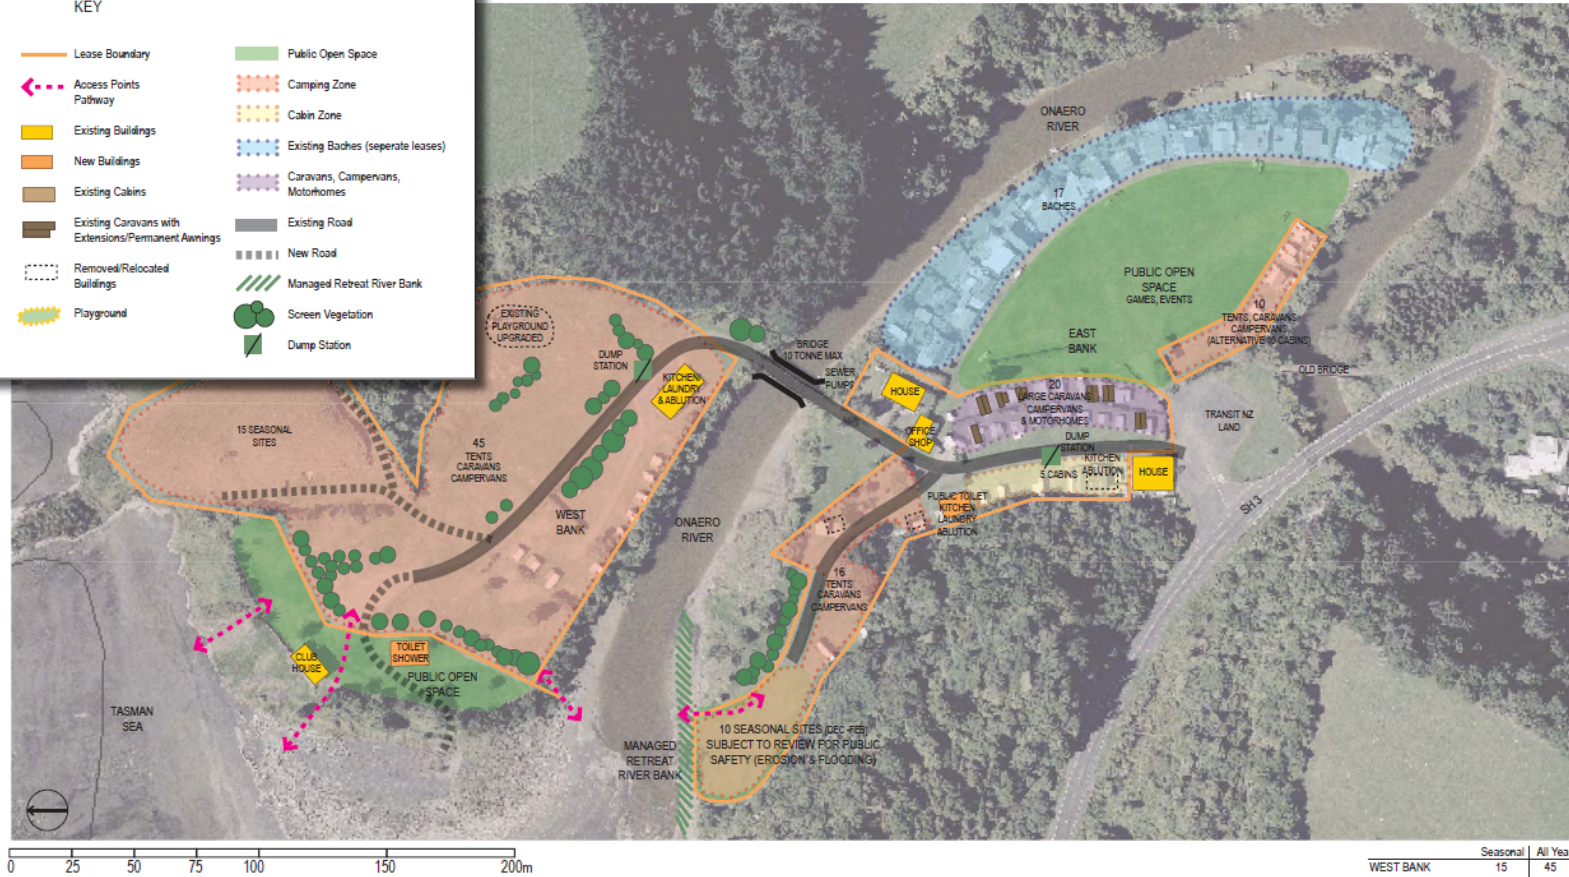 KEY
Lease Boundary
Access Points
Pathway
Existing Buildings
New Buildings
Existing Cabins
Existing Caravans with
Extensions/Permanent Awnings
Removed/Relocated
Buildings
Playground
Public Open Space
Camping Zone
Cabin Zone
Existing Baches (seperate leases)
Caravans, Campervans,
Motorhomes
Existing Road
New Road
Managed Retreat River Bank
Screen Vegetation
Dump Station
ONAERO
RIVER
17
BACHES
PUBLIC OPEN
SPACE
GAMES, EVENTS
EAST
BANK
10
TENTS, CARAVANS
CAMPERVANS
(ALTERNATIVE 10 CABINS)
OLD BRIDGE
EXISTING
PLAYGROUND
UPGRADED
DUMP
STATION
KITCHEN/
LAUNDRY
& ABLUTION
BRIDGE
10 TONNE MAX
SEWER
PUMPS
HOUSE
OFFICE
SHOP
20
LARGE CARAVANS
CAMPERVANS
& MOTORHOMES
TRANSIT NZ
LAND
DUMP
STATION
5 CABINS
KITCHEN
ABLUTION
HOUSE
SH 3
15 SEASONAL
SITES
45
TENTS
CARAVANS
CAMPERVANS
WEST
BANK
ONAERO
RIVER
PUBLIC TOILET
KITCHEN
LAUNDRY
ABLUTION
16
TENTS
CARAVANS
CAMPERVANS
CLUB
HOUSE
TOILET
SHOWER
PUBLIC OPEN
SPACE
TASMAN
SEA
MANAGED
RETREAT
RIVER BANK
10 SEASONAL SITES (DEC -FEB)
SUBJECT TO REVIEW FOR PUBLIC
SAFETY (EROSION & FLOODING)
0 25 50 75 100 150 200m
Seasonal All Yea
WEST BANK 15 45